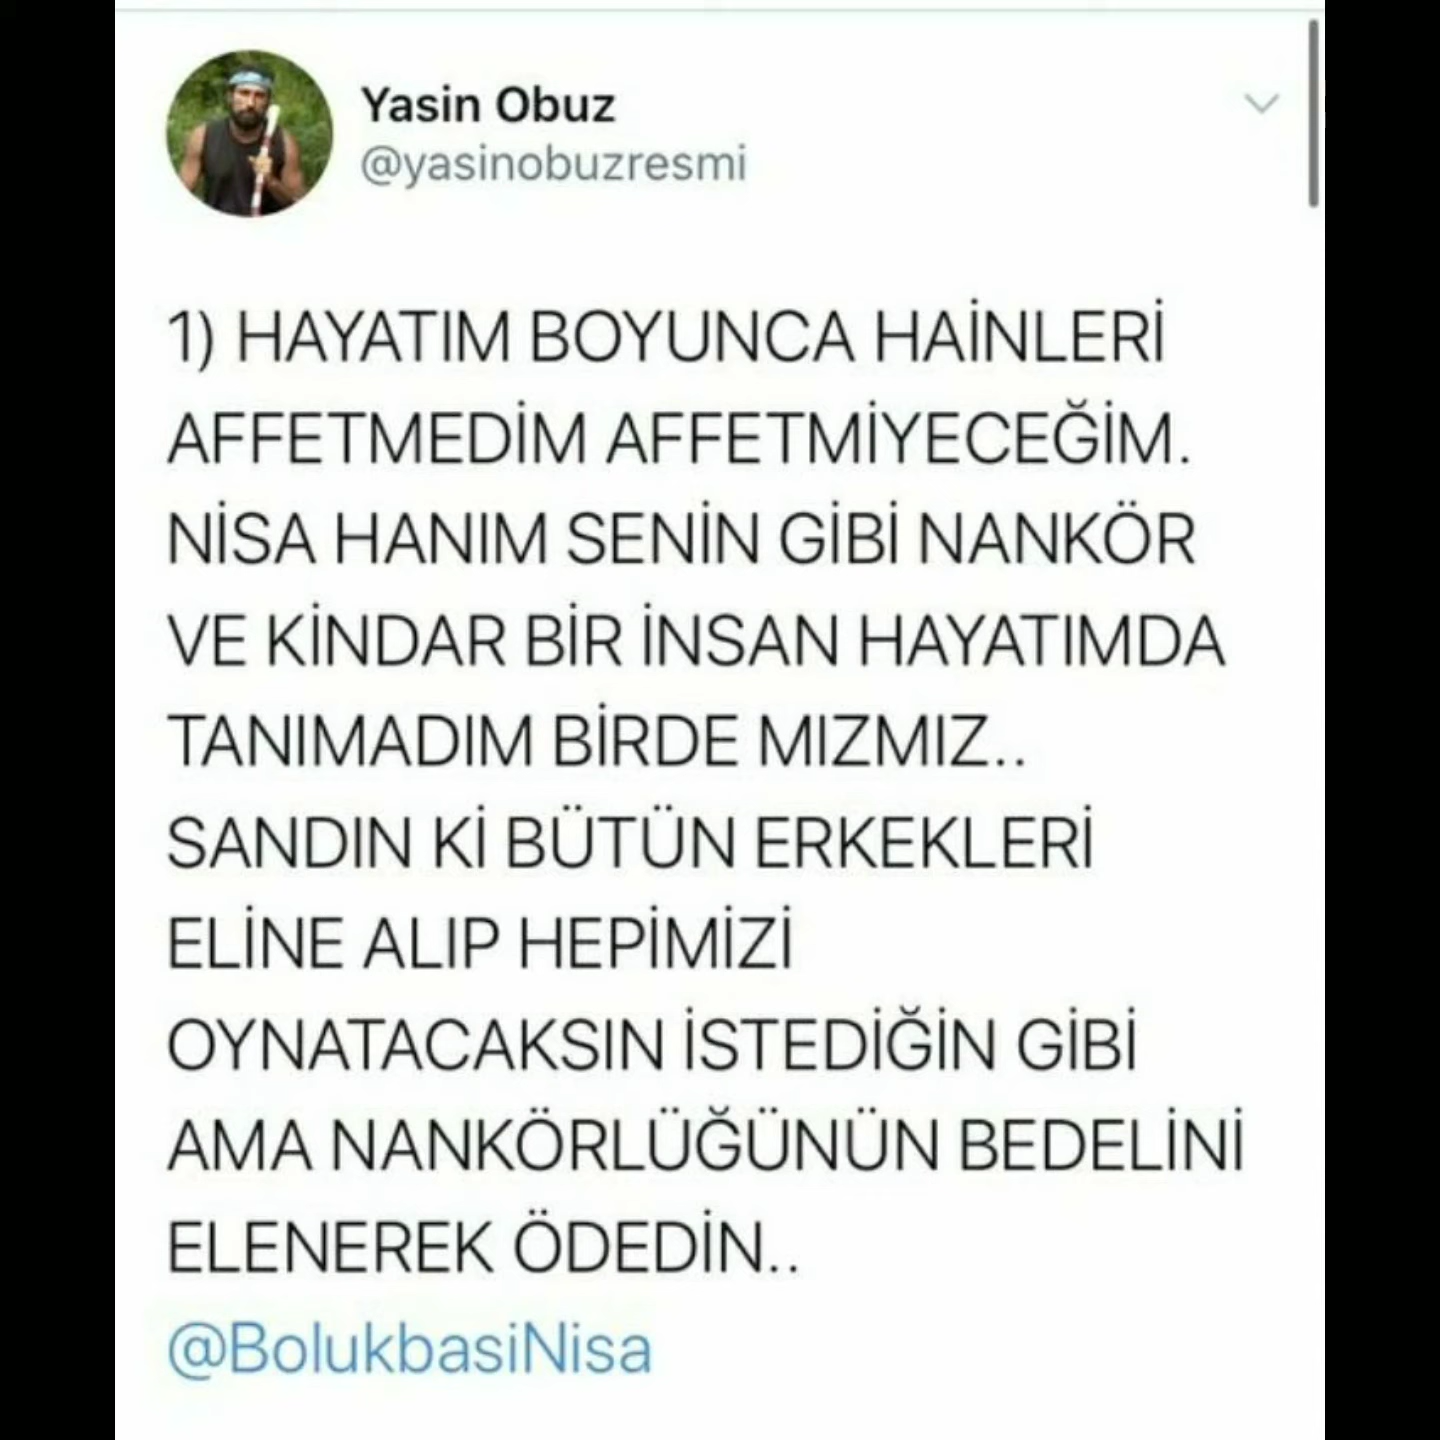 Yasin Obuz
@yasinobuzresmi
1) HAYATIM BOYUNCA HAİNLERİ
AFFETMEDİM AFFETMİYECEĞİM.
NİSA HANIM SENİN GİBİ NANKÖR
VE KİNDAR BİR İNSAN HAYATIMDA
TANIMADIM BİRDE MIZMIZ..
SANDIN Kİ BÜTÜN ERKEKLERİ
ELİNE ALIP HEPİMİZİ
OYNATACAKSIN İSTEDİĞİN GİBİ
AMA NANKÖRLÜĞÜNÜN BEDELİNİ
ELENEREK ÖDEDİN..
@BolukbasiNisa